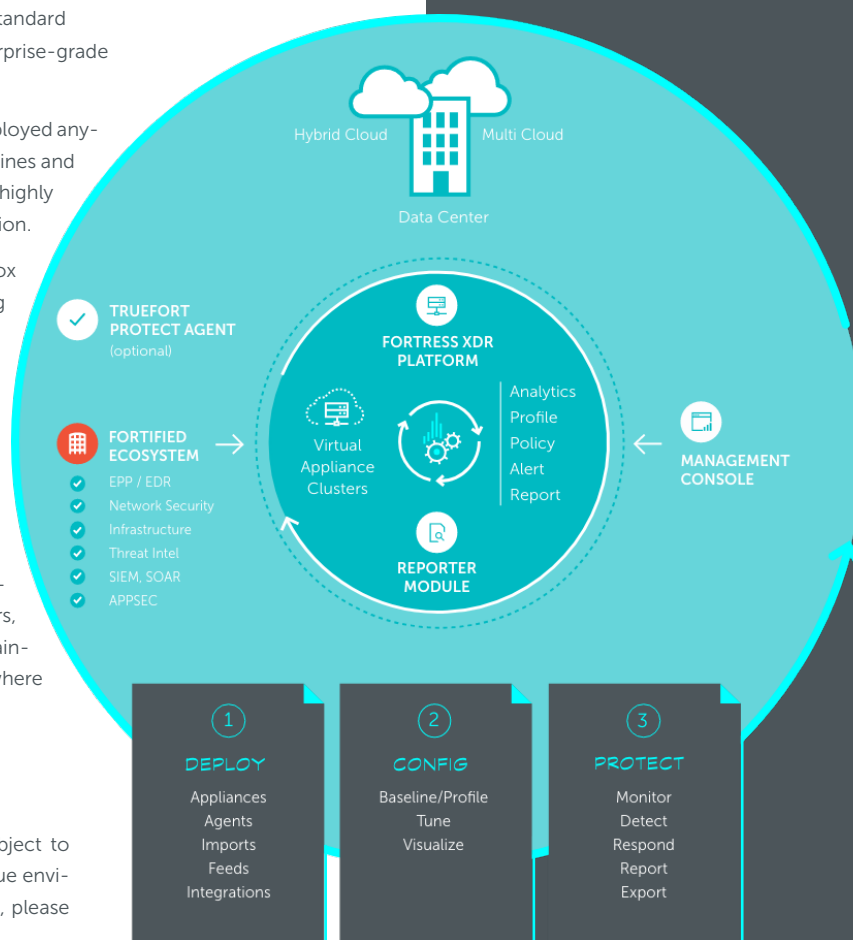 tandard
rprise-grade
ployed any-
ines and
highly
ion.
ox
g
-
rs,
ain-
where
bject to
ue envi-
, please
Hybrid Cloud
Multi Cloud
Data Center
TRUEFORT
PROTECT AGENT
(optional)
FORTIFIED
ECOSYSTEM
EPP / EDR
Network Security
Infrastructure
Threat Intel
SIEM, SOAR
APPSEC
FORTRESS XDR
PLATFORM
Virtual
Appliance
Clusters
Analytics
Profile
Policy
Alert
Report
REPORTER
MODULE
MANAGEMENT
CONSOLE
1
DEPLOY
Appliances
Agents
Imports
Feeds
Integrations
2
CONFIG
Baseline/Profile
Tune
Visualize
3
PROTECT
Monitor
Detect
Respond
Report
Export